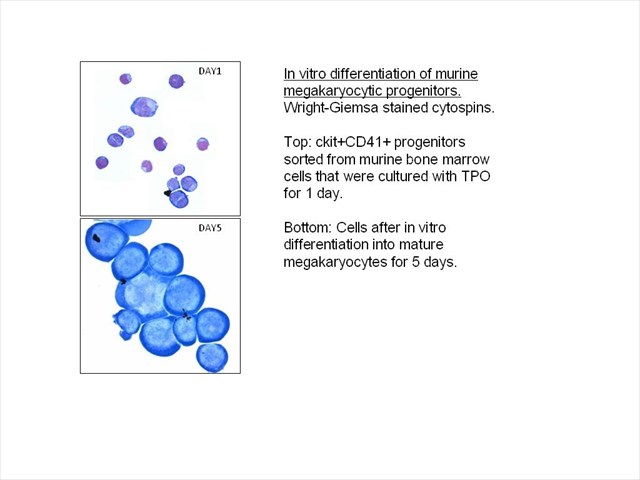 DAY1
In vitro differentiation of murine
megakaryocytic progenitors.
Wright-Giemsa stained cytospins.
Top: ckit+CD41+ progenitors
sorted from murine bone marrow
cells that were cultured with TPO
for 1 day.
DAY5
Bottom: Cells after in vitro
differentiation into mature
megakaryocytes for 5 days.